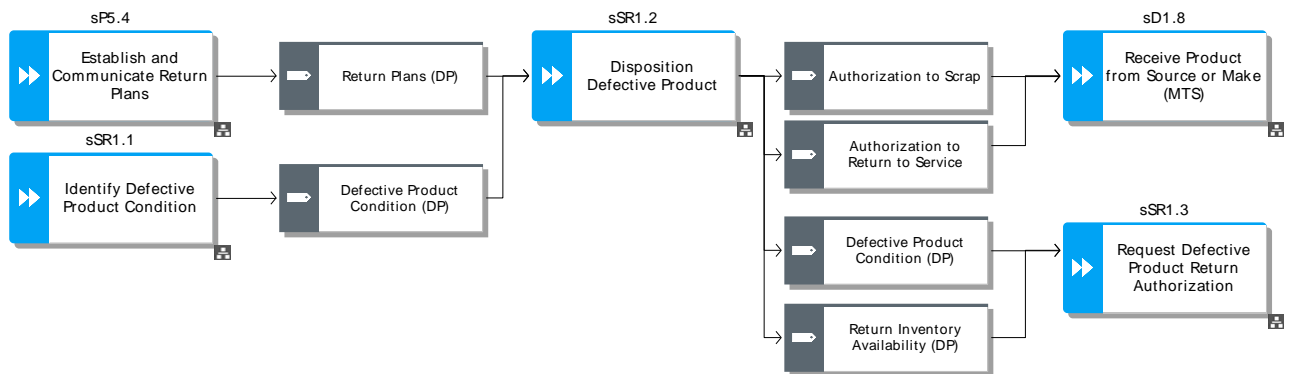 sP5.4
Establish and
Communicate Return
Plans
Return Plans (DP)
sSR1.1
Identify Defective
Product Condition
Defective Product
Condition (DP)
sSR1.2
Disposition
Defective Product
Authorization to Scrap
Authorization to
Return to Service
Defective Product
Condition (DP)
Return Inventory
Availability (DP)
sD1.8
Receive Product
from Source or Make
(MTS)
sSR1.3
Request Defective
Product Return
Authorization